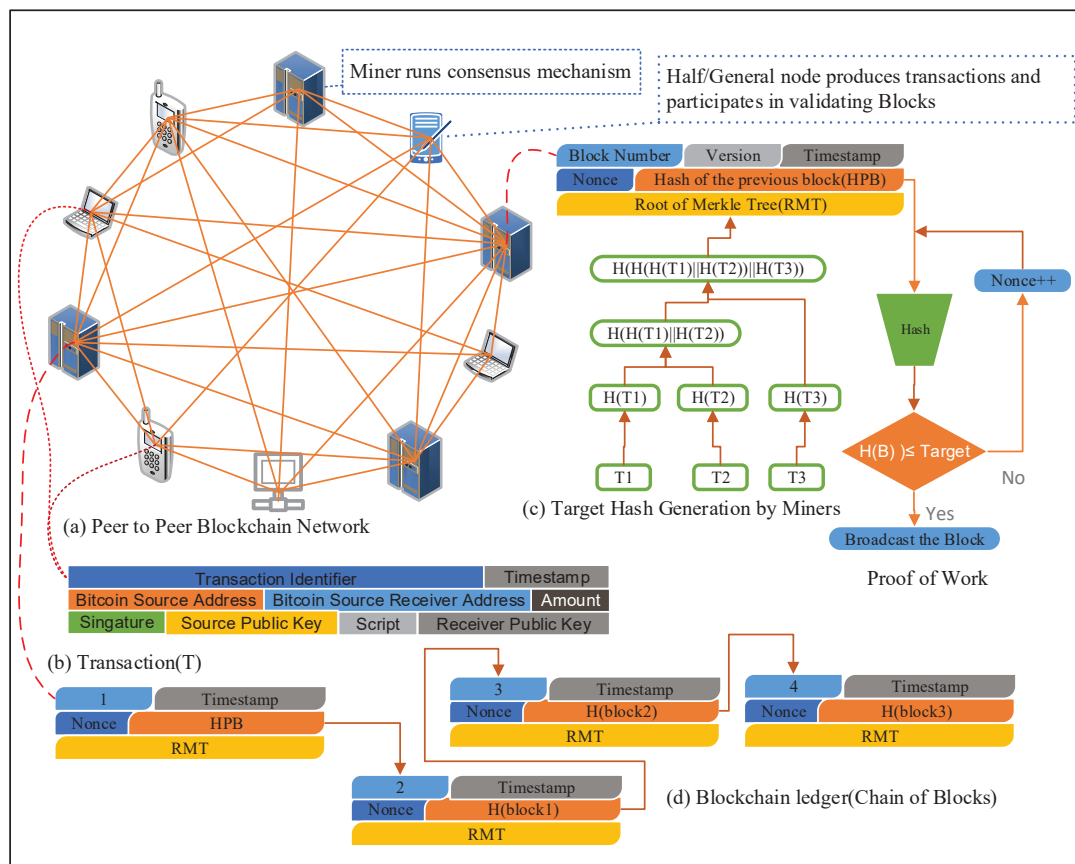 Miner runs consensus mechanism
Half/General node produces transactions and
participates in validating Blocks
Block Number Version Timestamp
Nonce Hash of the previous block(HPB)
Root of Merkle Tree(RMT)
H(H(H(T1)||H(T2))||H(T3))
H(H(T1)||H(T2))
H(T1) H(T2) H(T3)
T1 T2 T3
(c) Target Hash Generation by Miners
Nonce++
Hash
H(B) )≤ Target
No
Yes
Broadcast the Block
Proof of Work
(a) Peer to Peer Blockchain Network
Transaction Identifier Timestamp
Bitcoin Source Address Bitcoin Source Receiver Address Amount
Singature Source Public Key Script Receiver Public Key
(b) Transaction(T)
1 Timestamp
Nonce HPB
RMT
2 Timestamp
Nonce H(block1)
RMT
3 Timestamp
Nonce H(block2)
RMT
4 Timestamp
Nonce H(block3)
RMT
(d) Blockchain ledger(Chain of Blocks)